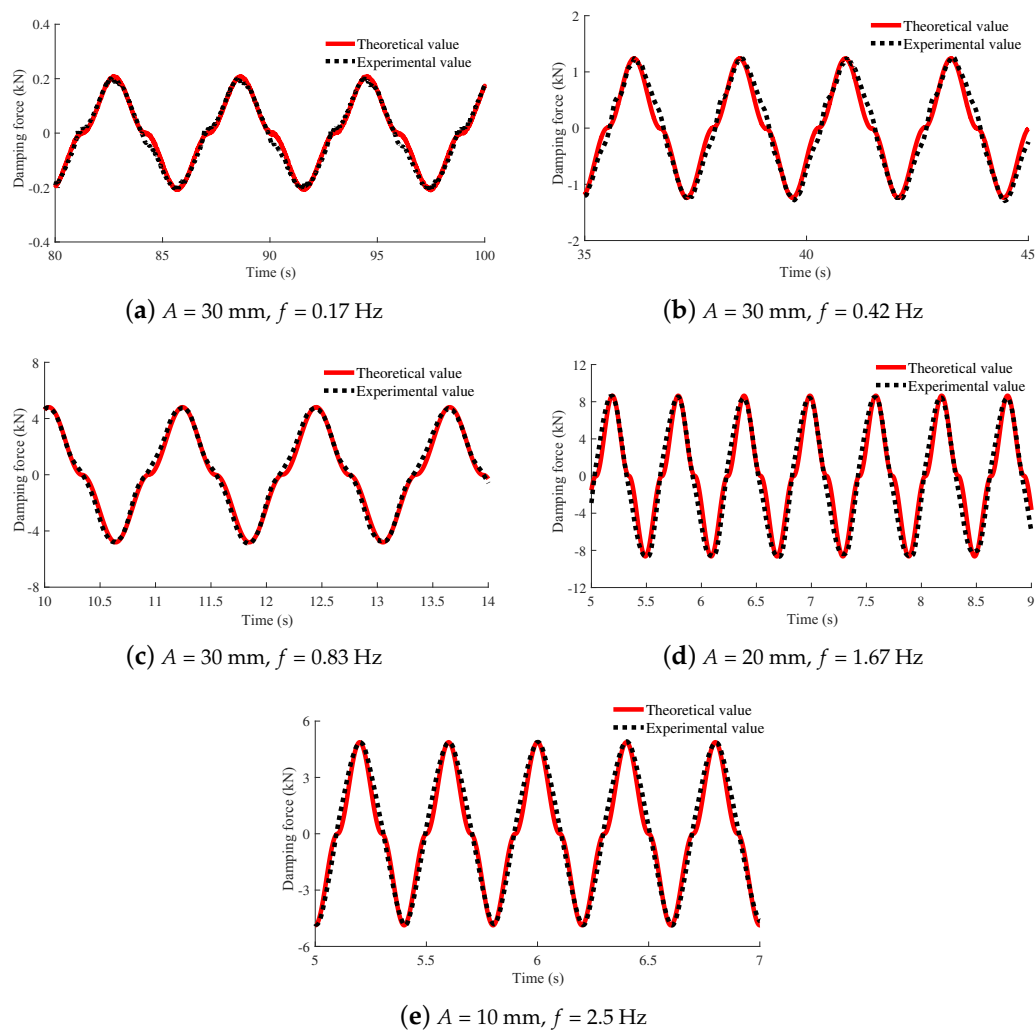 0.4
Theoretical value
Experimental value
0.2
0
-0.2
-0.4
Damping force (kN)
80 85 90 95 100
Time (s)
(a) A = 30 mm, f = 0.17 Hz
2
Theoretical value
Experimental value
1
0
-1
-2
Damping force (kN)
35 40 45
Time (s)
(b) A = 30 mm, f = 0.42 Hz
8
Theoretical value
Experimental value
4
0
-4
-8
Damping force (kN)
10 10.5 11 11.5 12 12.5 13 13.5 14
Time (s)
(c) A = 30 mm, f = 0.83 Hz
12
Theoretical value
Experimental value
8
4
0
-4
-8
-12
Damping force (kN)
5 5.5 6 6.5 7 7.5 8 8.5 9
Time (s)
(d) A = 20 mm, f = 1.67 Hz
6
Theoretical value
Experimental value
3
0
-3
-6
Damping force (kN)
5 5.5 6 6.5 7
Time (s)
(e) A = 10 mm, f = 2.5 Hz